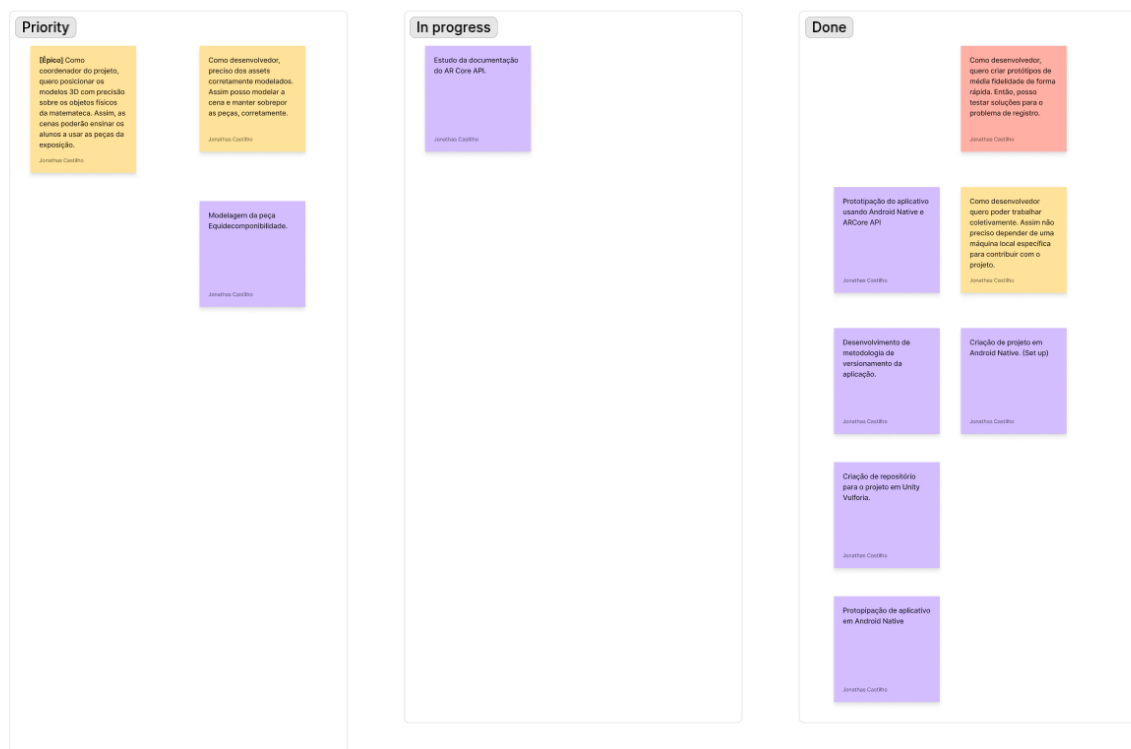 Priority
[Épico] Como
coordenador do projeto,
quero posicionar os
modelos 3D com precisão
sobre os objetos físicos
da matemateca. Assim, as
cenas poderão ensinar os
alunos a usar as peças da
exposição.
Jonathas Castilho
Como desenvolvedor,
preciso dos assets
corretamente modelados.
Assim posso modelar a
cena e manter sobrepor
as peças, corretamente.
Jonathas Castilho
Modelagem da peça
Equidecomponibilidade.
Jonathas Castilho
In progress
Estudo da documentação
do AR Core API.
Jonathas Castilho
Done
Como desenvolvedor,
quero criar protótipos de
média fidelidade de forma
rápida. Então, posso
testar soluções para o
problema de registro.
Jonathas Castilho
Prototipação do aplicativo
usando Android Native e
ARCore API
Jonathas Castilho
Como desenvolvedor
quero poder trabalhar
coletivamente. Assim não
preciso depender de uma
máquina local específica
para contribuir com o
projeto.
Jonathas Castilho
Desenvolvimento de
metodologia de
versionamento da
aplicação.
Jonathas Castilho
Criação de projeto em
Android Native. (Set up)
Jonathas Castilho
Criação de repositório
para o projeto em Unity
Vulforia.
Jonathas Castilho
Protopipação de aplicativo
em Android Native
Jonathas Castilho